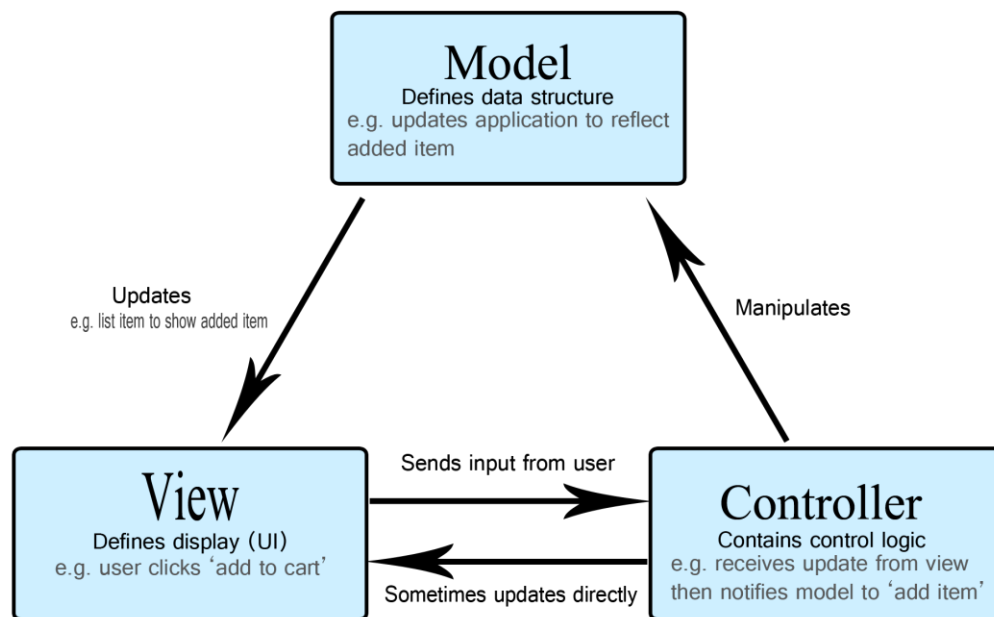 Model
Defines data structure
e.g. updates application to reflect
added item
Updates
e.g. list item to show added item
Manipulates
View
Defines display (UI)
e.g. user clicks ‘add to cart’
Sends input from user
Sometimes updates directly
Controller
Contains control logic
e.g. receives update from view
then notifies model to ‘add item’